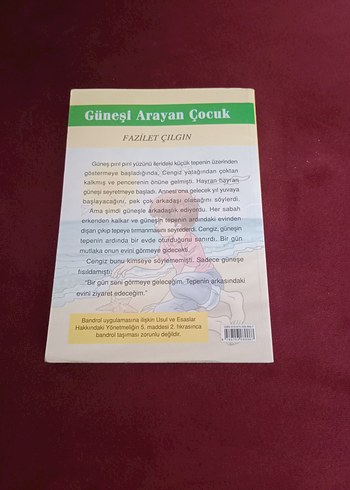 Güneşi Arayan Çocuk
FAZİLET ÇILGIN
Güneş pırıl pırıl yüzünü ilerideki küçük tepenin üzerinden
göstermeye başladığında, Cengiz yatağından çoktan
kalkmış ve pencerenin önüne gelmişti. Hayran hayran
güneşi seyretmeye başladı. Annesi ona gelecek yıl yuvaya
başlayacağını, pek çok arkadaşı olacağını söylerdi.
Ama şimdi güneşle arkadaşlık ediyordu. Her sabah
erkenden kalkar ve güneşin tepenin ardındaki evinden
dışarı çıkıp tepeye tırmanmasını seyrederdi. Cengiz, güneşin
tepenin ardında bir evde oturduğunu sanırdı. Bir gün
mutlaka onun evini görmeye gidecekti.
Cengiz bunu kimseye söylememişti. Sadece güneşe
fısıldamıştı:
"Bir gün seni görmeye geleceğim. Tepenin arkasındaki
evini ziyaret edeceğim."
Bandrol uygulamasına ilişkin Usul ve Esaslar
Hakkındaki Yönetmeliğin 5. maddesi 2. fıkrasınca
bandrol taşıması zorunlu değildir.